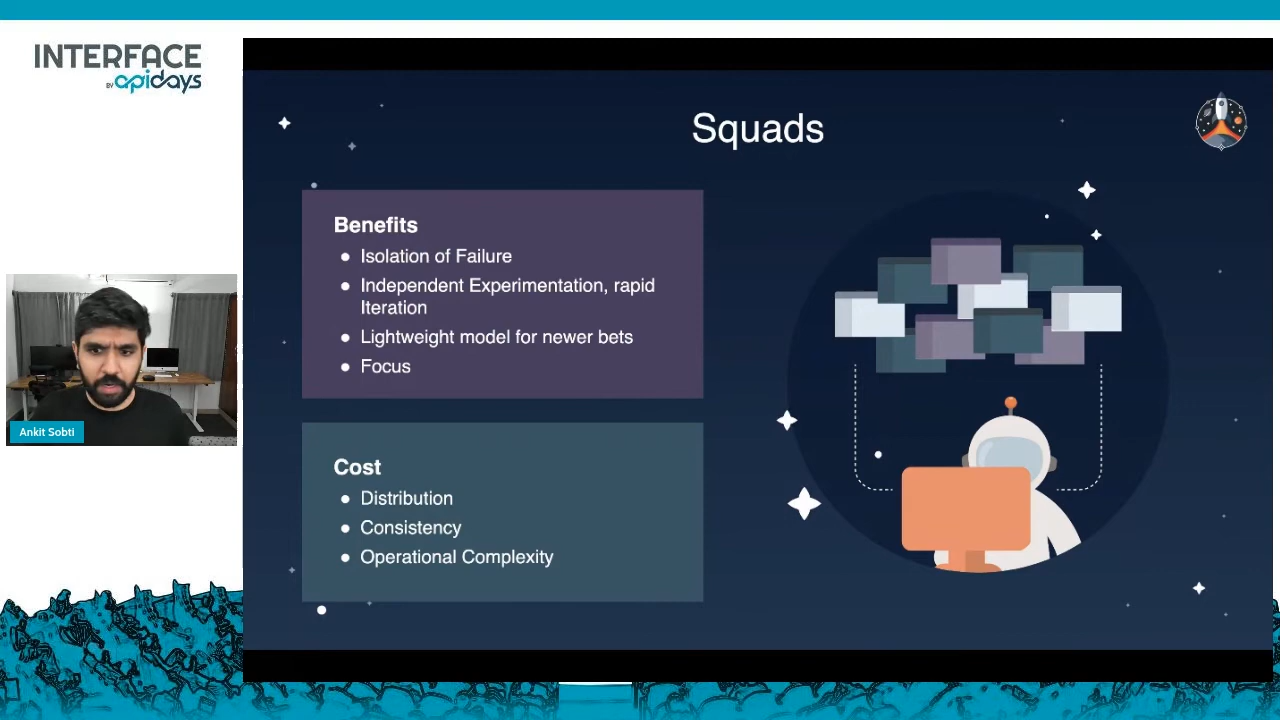 INTERFACE
BY apidays
Squads
Benefits
● Isolation of Failure
● Independent Experimentation, rapid
Iteration
● Lightweight model for newer bets
● Focus
Ankit Sobti
Cost
● Distribution
● Consistency
● Operational Complexity